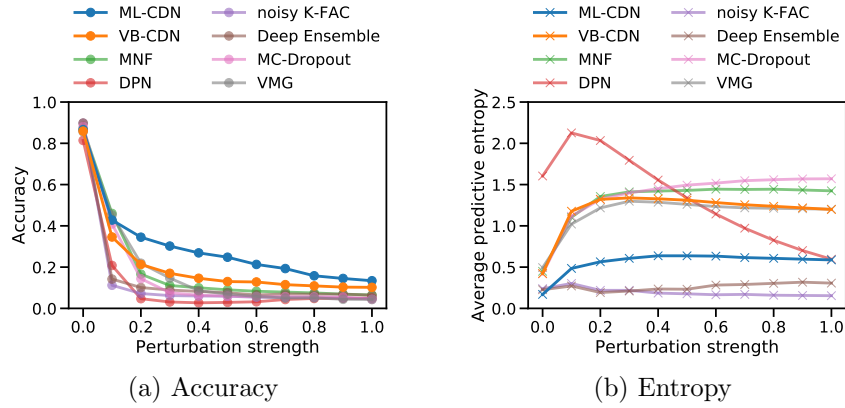 ML-CDN
VB-CDN
MNF
DPN
noisy K-FAC
Deep Ensemble
MC-Dropout
VMG
1.0
0.8
0.6
0.4
0.2
0.0
Accuracy
0.0 0.2 0.4 0.6 0.8 1.0
Perturbation strength
(a) Accuracy
ML-CDN
VB-CDN
MNF
DPN
noisy K-FAC
Deep Ensemble
MC-Dropout
VMG
2.5
2.0
1.5
1.0
0.5
0.0
Average predictive entropy
0.0 0.2 0.4 0.6 0.8 1.0
Perturbation strength
(b) Entropy